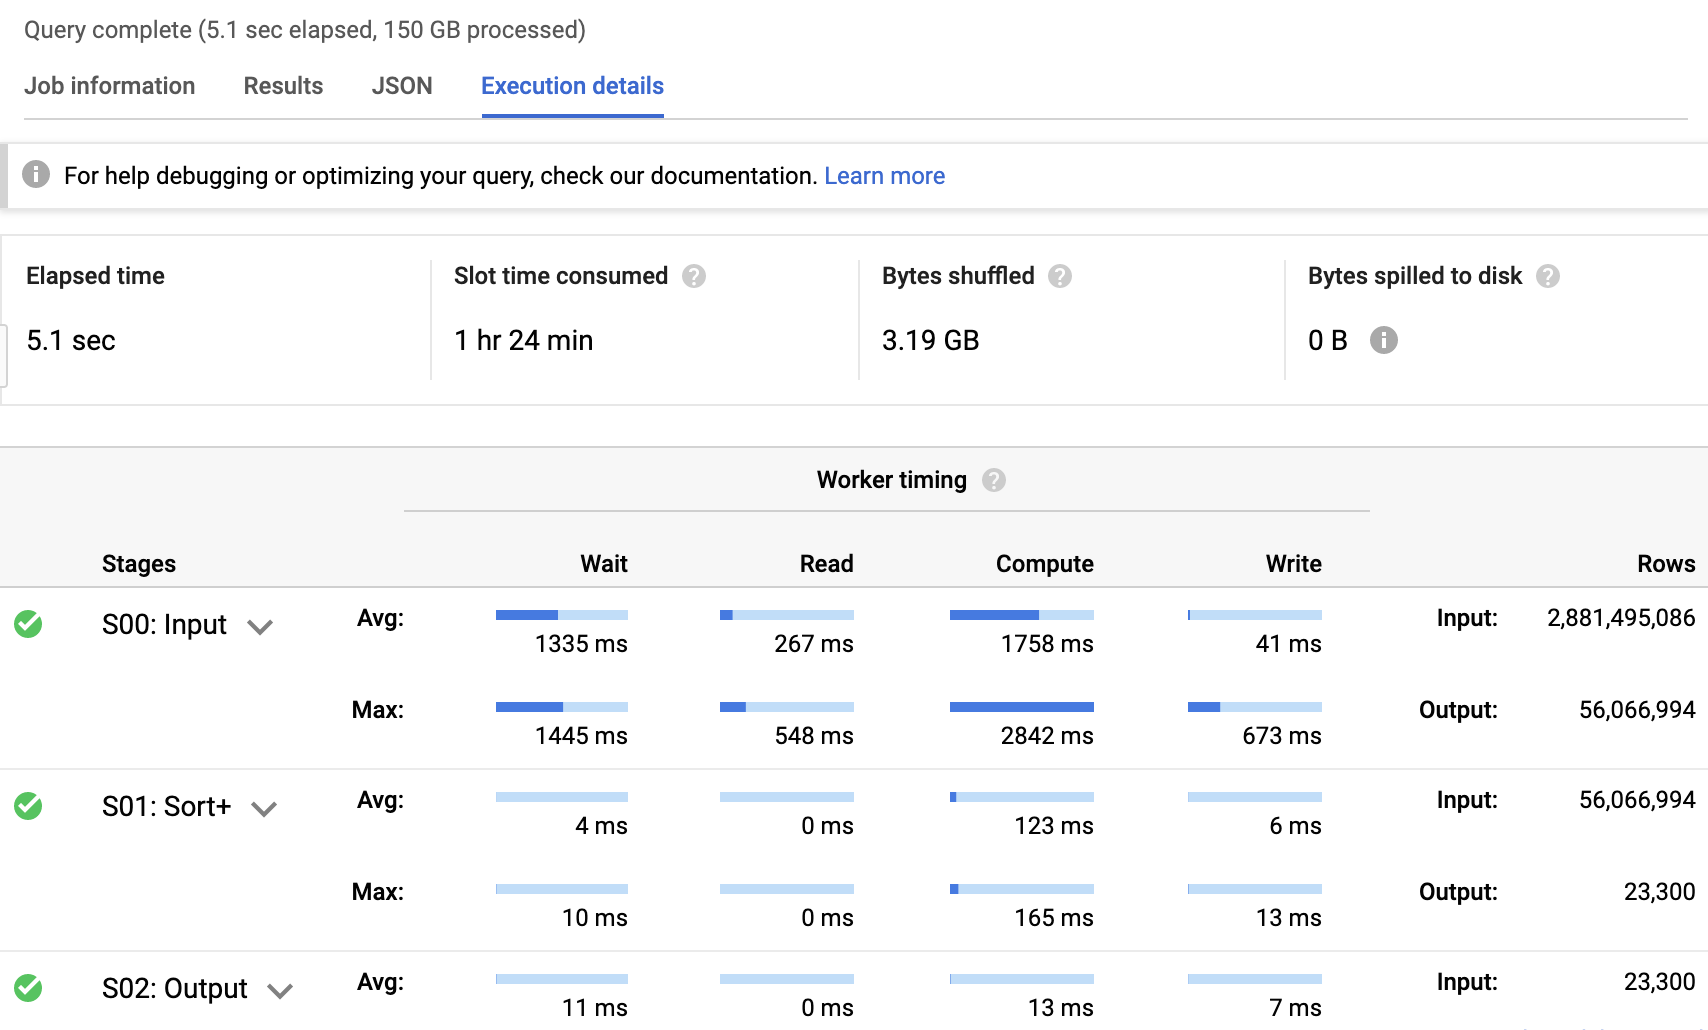 Query complete (5.1 sec elapsed, 150 GB processed)
Job information Results JSON Execution details
For help debugging or optimizing your query, check our documentation. Learn more
Elapsed time Slot time consumed Bytes shuffled Bytes spilled to disk
5.1 sec 1 hr 24 min 3.19 GB 0 B
Worker timing
Stages Wait Read Compute Write Rows
S00: Input Avg: 1335 ms 267 ms 1758 ms 41 ms Input: 2,881,495,086
Max: 1445 ms 548 ms 2842 ms 673 ms Output: 56,066,994
S01: Sort+ Avg: 4 ms 0 ms 123 ms 6 ms Input: 56,066,994
Max: 10 ms 0 ms 165 ms 13 ms Output: 23,300
S02: Output Avg: 11 ms 0 ms 13 ms 7 ms Input: 23,300